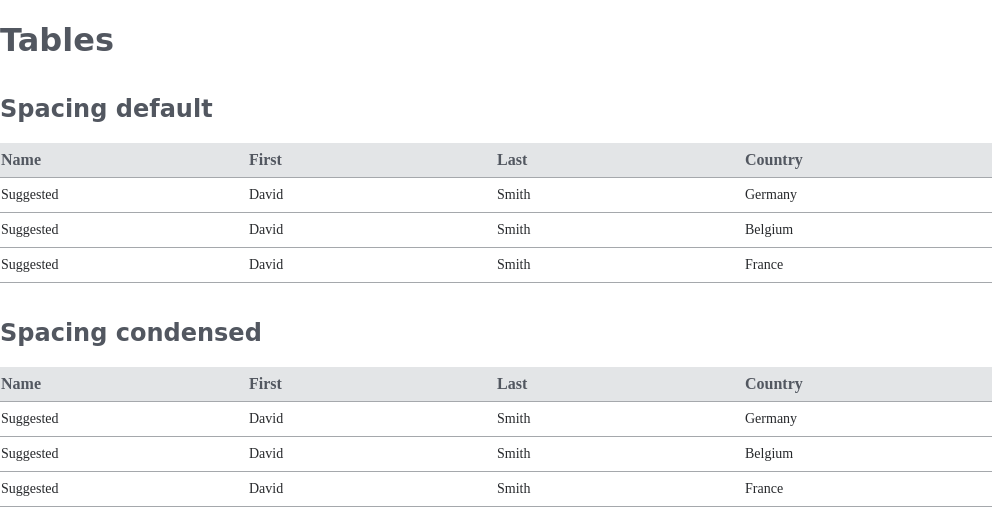 Tables
Spacing default
Name First Last Country
Suggested David Smith Germany
Suggested David Smith Belgium
Suggested David Smith France
Spacing condensed
Name First Last Country
Suggested David Smith Germany
Suggested David Smith Belgium
Suggested David Smith France